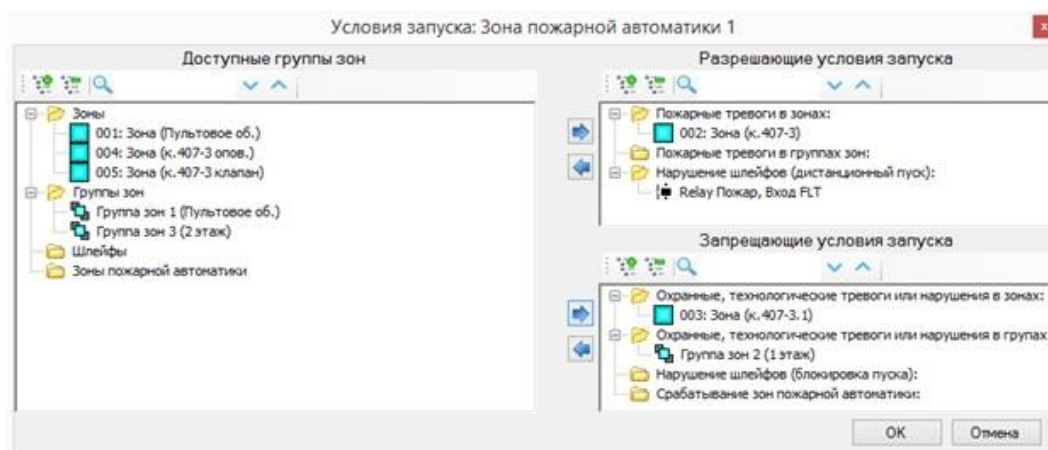 Условия запуска: Зона пожарной автоматики 1
x
Доступные группы зон
Зоны
001: Зона (Пультовое об.)
004: Зона (к.407-3 опов.)
005: Зона (к.407-3 клапан)
Группы зон
Группа зон 1 (Пультовое об.)
Группа зон 3 (2 этаж)
Шлейфы
Зоны пожарной автоматики
Разрешающие условия запуска
Пожарные тревоги в зонах:
002: Зона (к.407-3)
Пожарные тревоги в группах зон:
Нарушение шлейфов (дистанционный пуск):
Relay Пожар, Вход FLT
Запрещающие условия запуска
Охранные, технологические тревоги или нарушения в зонах:
003: Зона (к.407-3.1)
Охранные, технологические тревоги или нарушения в групах
Группа зон 2 (1 этаж)
Нарушение шлейфов (блокировка пуска):
Срабатывание зон пожарной автоматики:
OK
Отмена